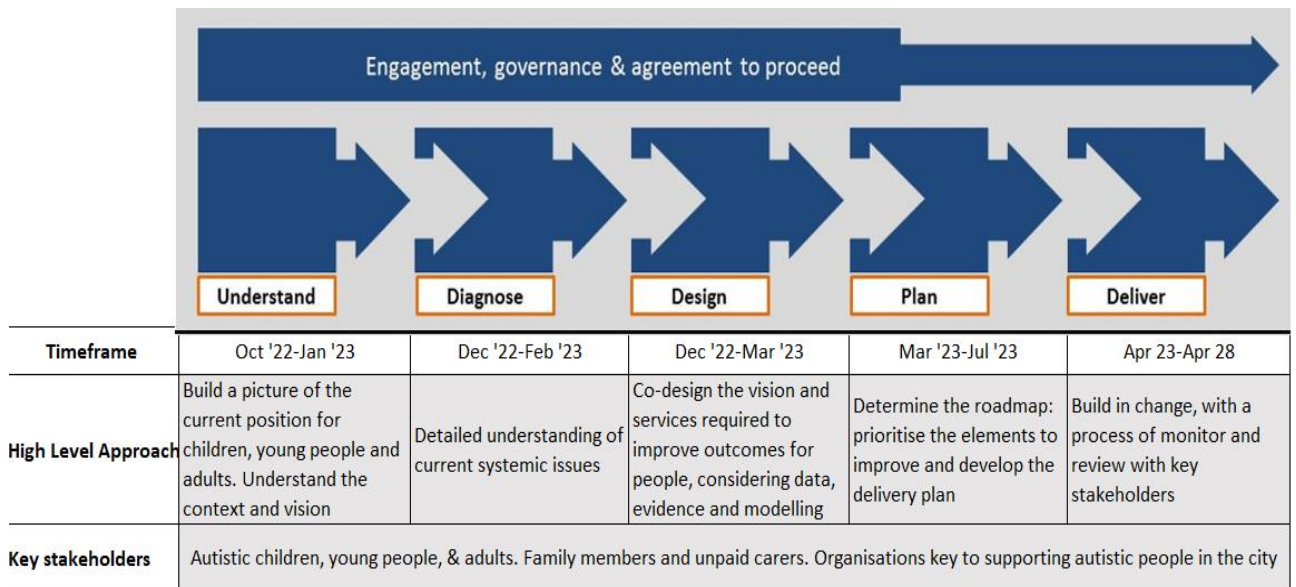 Engagement, governance & agreement to proceed
Understand
Diagnose
Design
Plan
Deliver
Timeframe
Oct '22-Jan '23
Dec '22-Feb '23
Dec '22-Mar '23
Mar '23-Jul '23
Apr 23-Apr 28
High Level Approach
Build a picture of the
current position for
children, young people and
adults. Understand the
context and vision
Detailed understanding of
current systemic issues
Co-design the vision and
services required to
improve outcomes for
people, considering data,
evidence and modelling
Determine the roadmap:
prioritise the elements to
improve and develop the
delivery plan
Build in change, with a
process of monitor and
review with key
stakeholders
Key stakeholders
Autistic children, young people, & adults. Family members and unpaid carers. Organisations key to supporting autistic people in the city